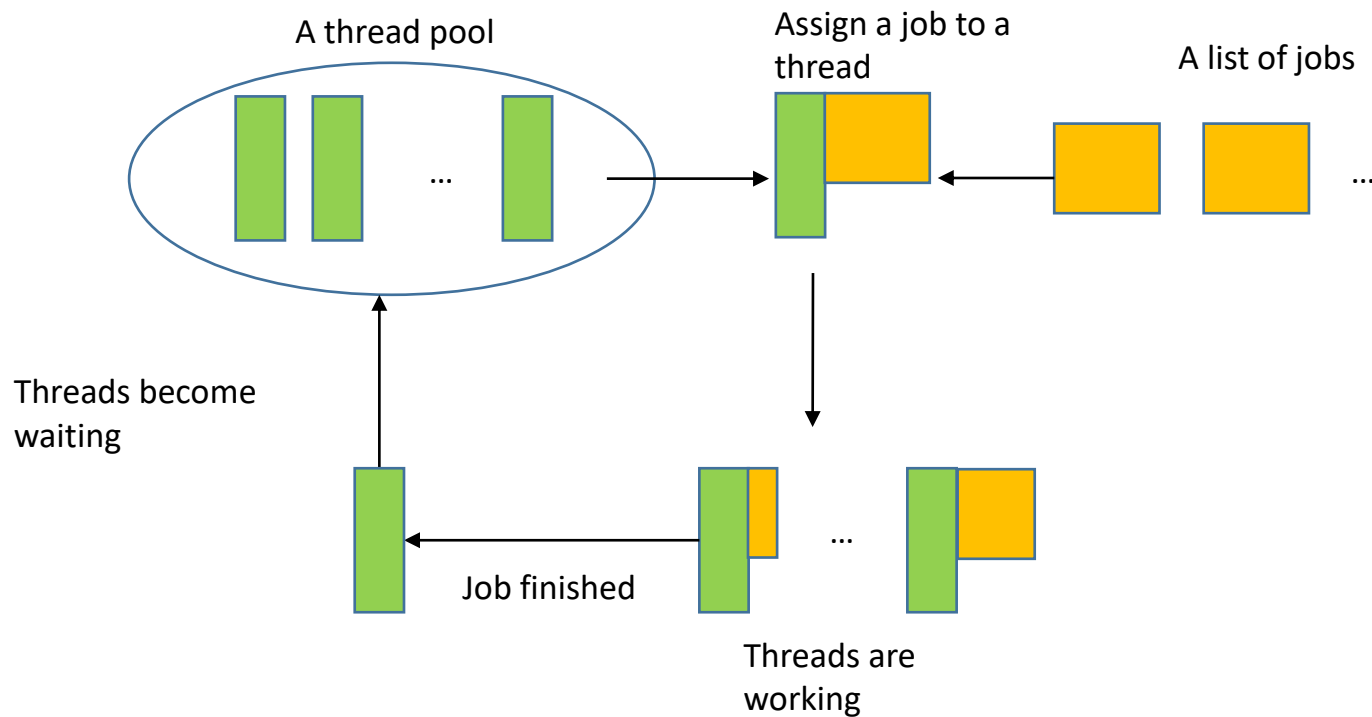 A thread pool
Assign a job to a
thread
A list of jobs
...
...
Threads become
waiting
...
Job finished
Threads are
working